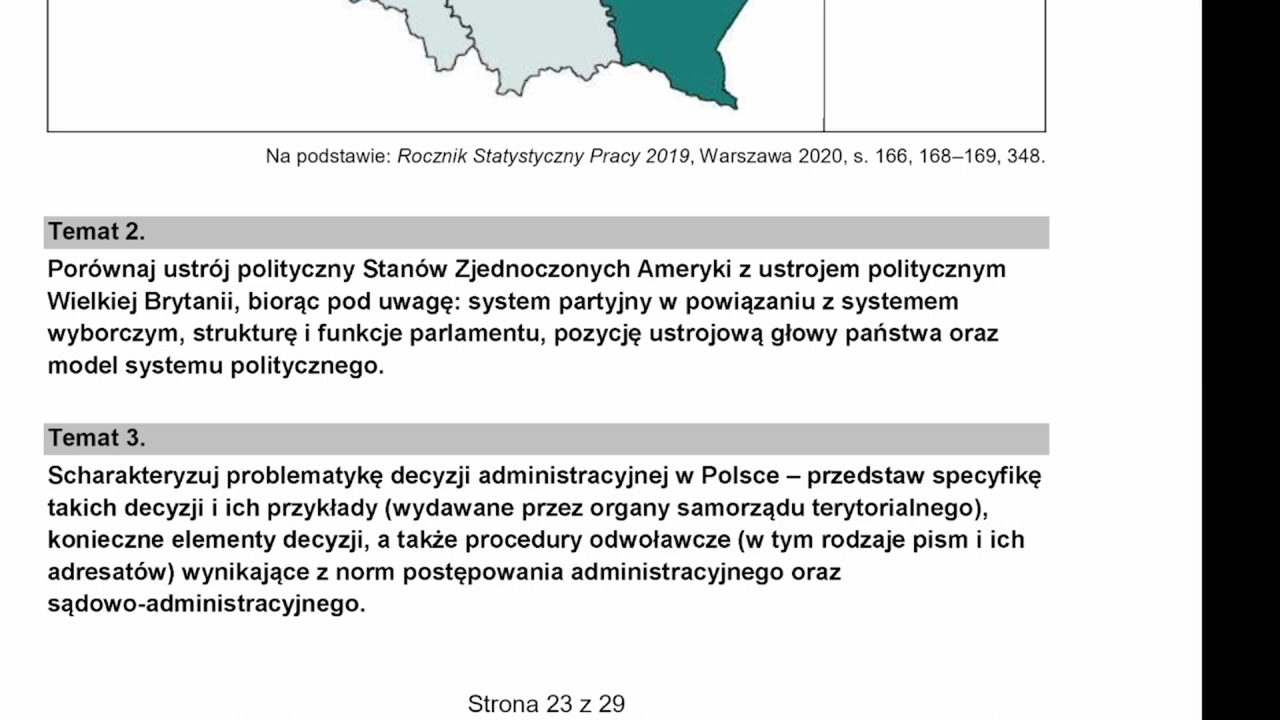 Na podstawie: Rocznik Statystyczny Pracy 2019, Warszawa 2020, s. 166, 168–169, 348.
Temat 2.
Porównaj ustrój polityczny Stanów Zjednoczonych Ameryki z ustrojem politycznym
Wielkiej Brytanii, biorąc pod uwagę: system partyjny w powiązaniu z systemem
wyborczym, strukturę i funkcje parlamentu, pozycję ustrojową głowy państwa oraz
model systemu politycznego.
Temat 3.
Scharakteryzuj problematykę decyzji administracyjnej w Polsce – przedstaw specyfikę
takich decyzji i ich przykłady (wydawane przez organy samorządu terytorialnego),
konieczne elementy decyzji, a także procedury odwoławcze (w tym rodzaje pism i ich
adresatów) wynikające z norm postępowania administracyjnego oraz
sądowo-administracyjnego.
Strona 23 z 29